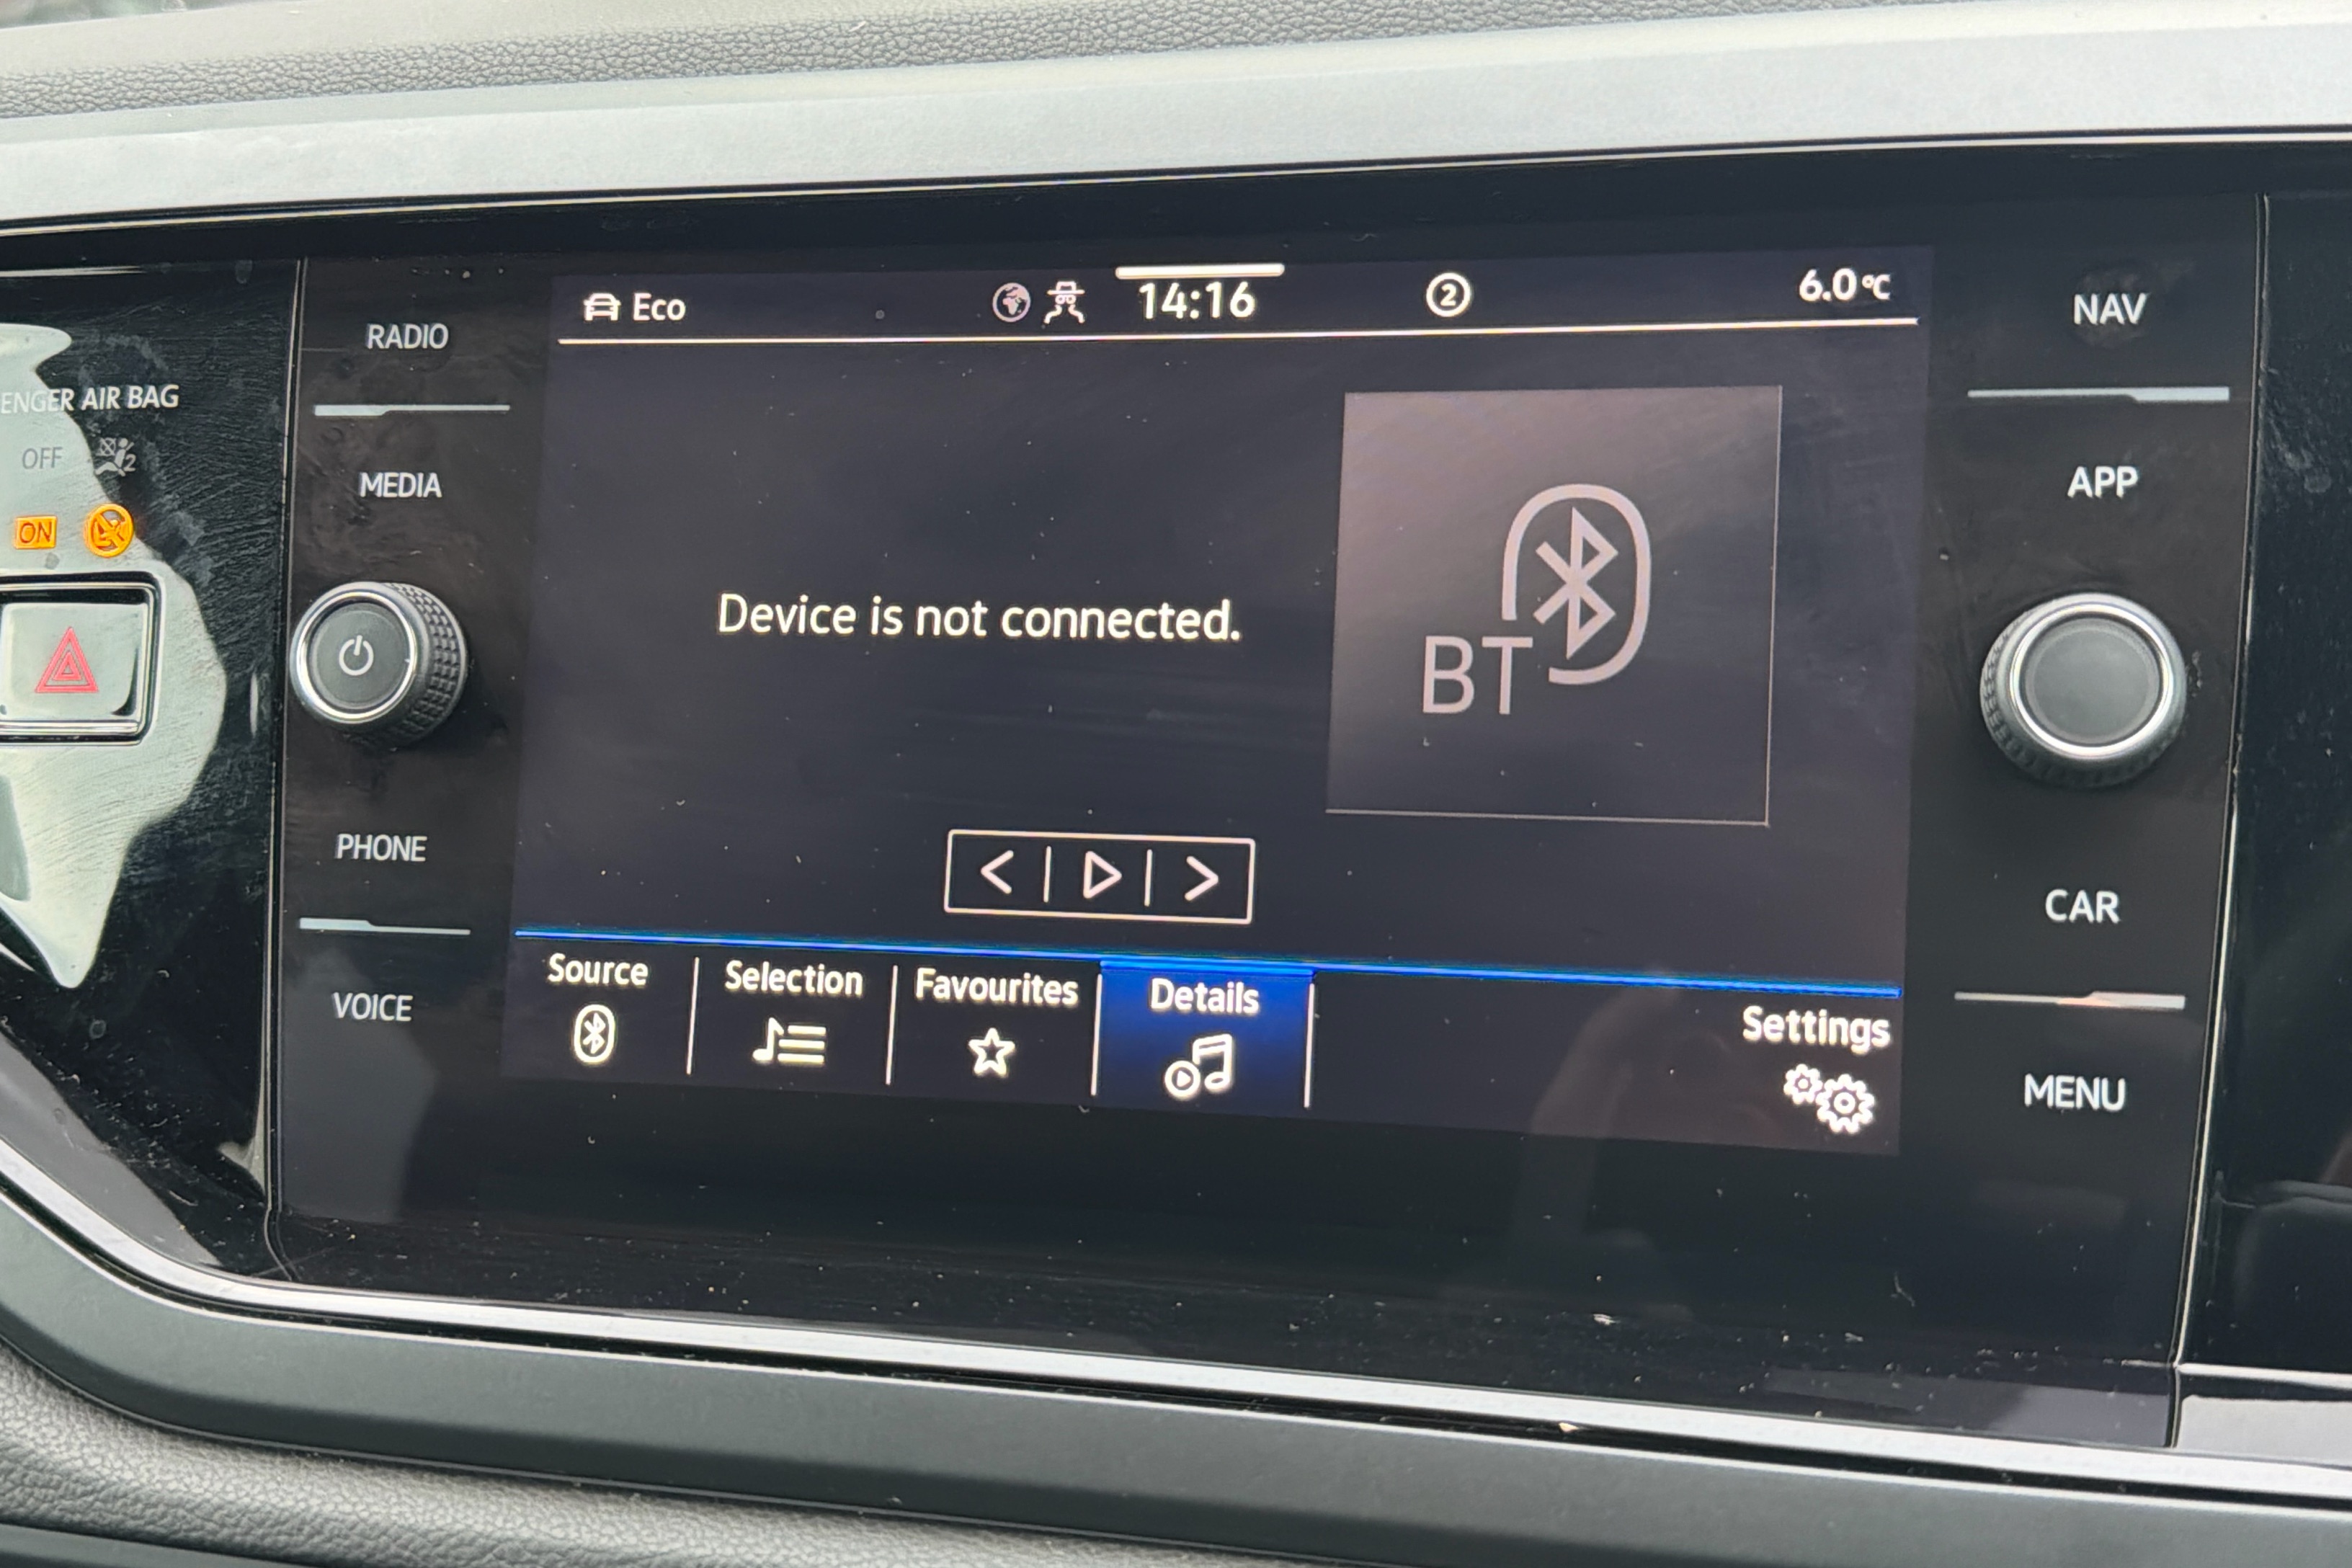 ENGER AIR BAG
OFF
2
ON
RADIO
MEDIA
PHONE
VOICE
Eco
14:16
2
6.0°C
Device is not connected.
BT
Source
Selection
Favourites
Details
Settings
NAV
APP
CAR
MENU